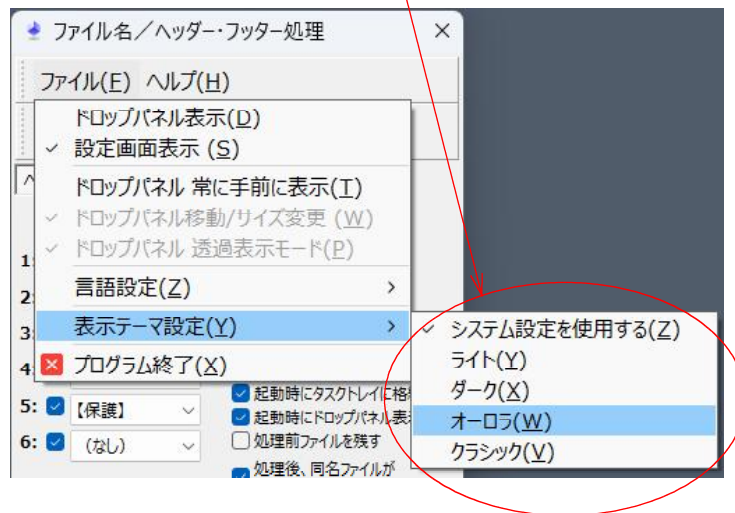 ファイル名／ヘッダー・フッター処理
ファイル(F) ヘルプ(H)
ドロップパネル表示(D)
✓ 設定画面表示 (S)
ドロップパネル 常に手前に表示(T)
✓ ドロップパネル移動/サイズ変更 (W)
✓ ドロップパネル 透過表示モード(P)
言語設定(Z) >
表示テーマ設定(Y) >
プログラム終了(X)
✓ システム設定を使用する(Z)
ライト(Y)
ダーク(X)
オーロラ(W)
クラシック(V)
1:
2:
3:
4:
起動時にタスクトレイに格
5: 【保護】
起動時にドロップパネル表
6: （なし）
処理前ファイルを残す
処理後、同名ファイルが